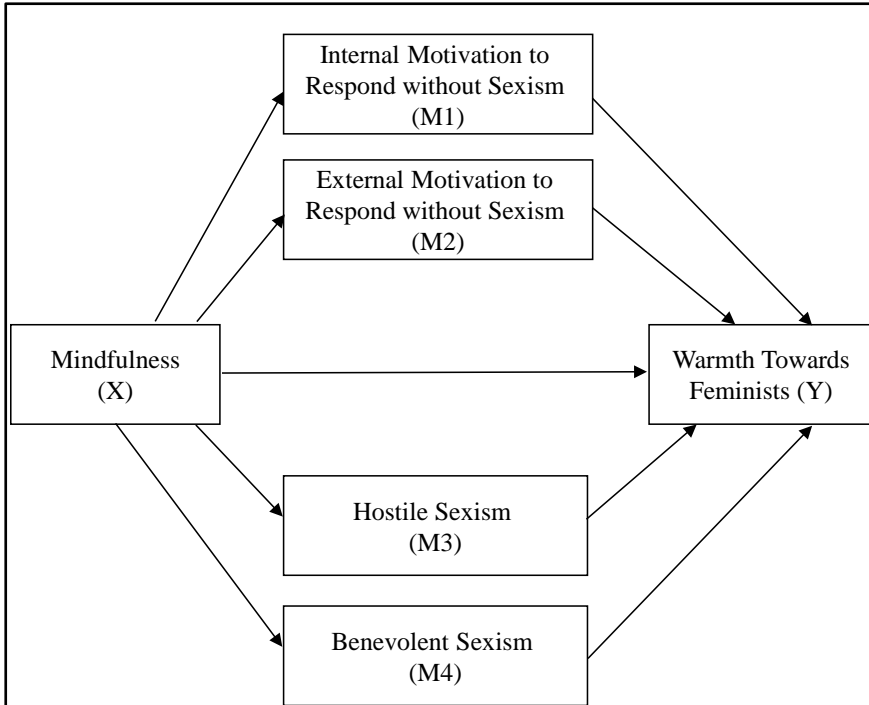 Internal Motivation to
Respond without Sexism
(M1)
External Motivation to
Respond without Sexism
(M2)
Mindfulness
(X)
Warmth Towards
Feminists (Y)
Hostile Sexism
(M3)
Benevolent Sexism
(M4)